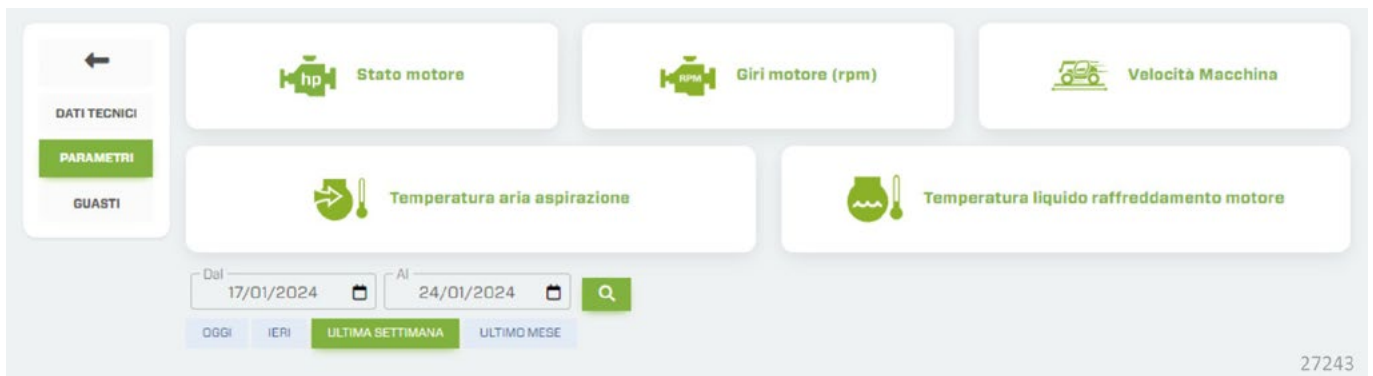 hp
Stato motore
RPM
Giri motore (rpm)
Velocità Macchina
DATI TECNICI
PARAMETRI
GUASTI
Temperatura aria aspirazione
Temperatura liquido raffreddamento motore
Dal
17/01/2024
Al
24/01/2024
OGGI
IERI
ULTIMA SETTIMANA
ULTIMO MESE
27243